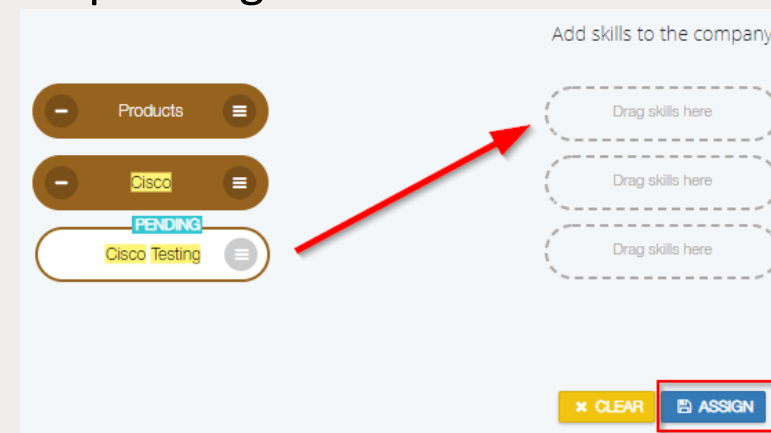 Add skills to the company
Products
Drag skills here
Cisco
Drag skills here
PENDING
Cisco Testing
Drag skills here
× CLEAR
ASSIGN